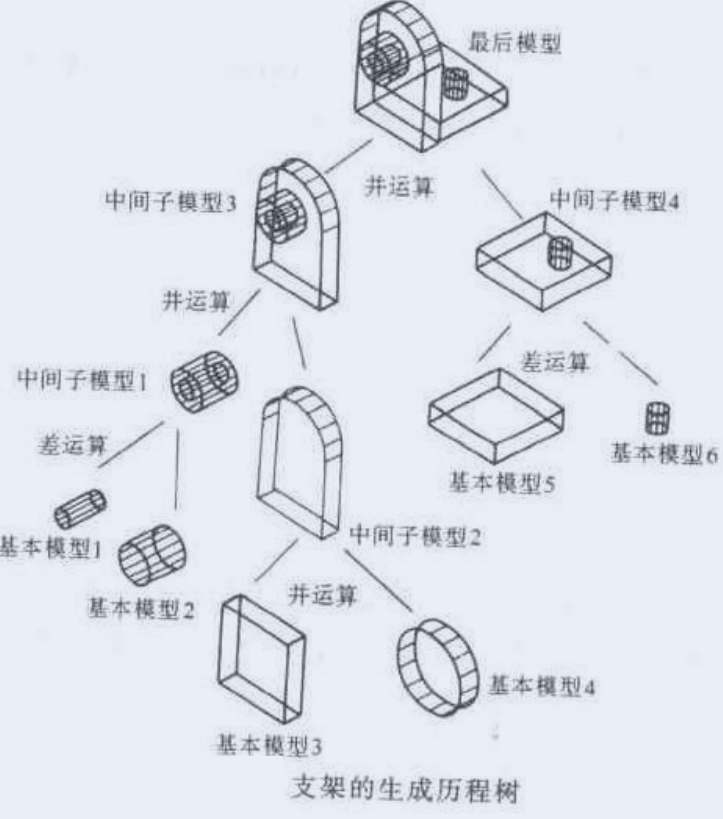 最后模型
并运算
中间子模型3
中间子模型4
并运算
差运算
中间子模型1
差运算
基本模型5
基本模型6
基本模型1
中间子模型2
基本模型2
并运算
基本模型4
基本模型3
支架的生成历程树